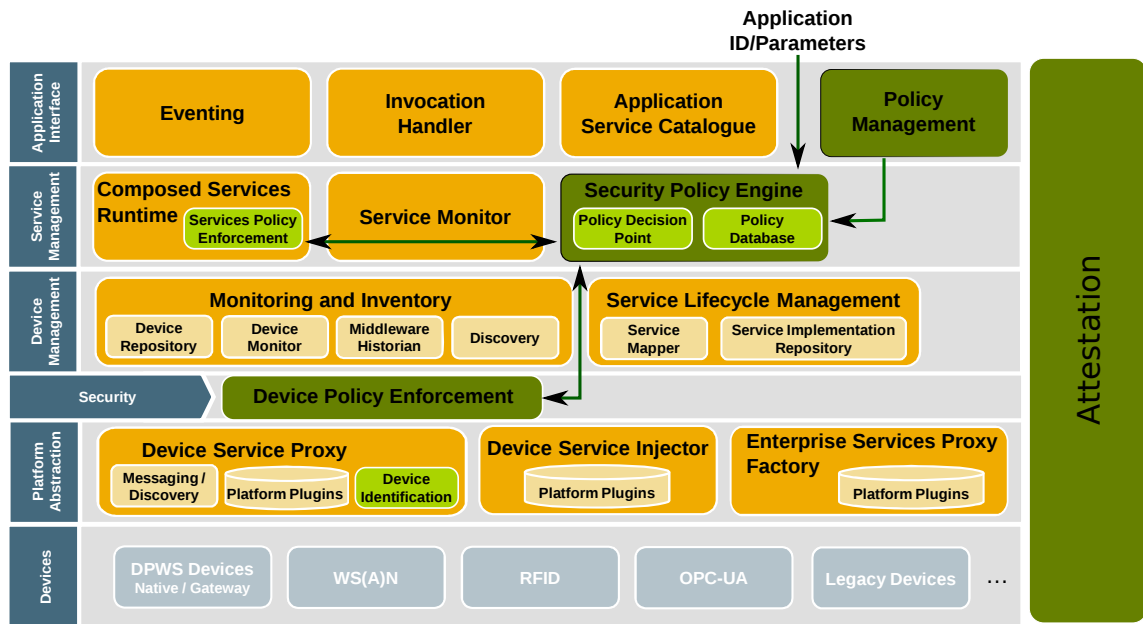 Application
ID/Parameters
Application
Interface
Eventing
Invocation
Handler
Application
Service Catalogue
Policy
Management
Service
Management
Composed Services
Runtime
Services Policy
Enforcement
Service Monitor
Security Policy Engine
Policy Decision
Point
Policy
Database
Device
Management
Monitoring and Inventory
Device
Repository
Device
Monitor
Middleware
Historian
Discovery
Service Lifecycle Management
Service
Mapper
Service Implementation
Repository
Security
Device Policy Enforcement
Platform
Abstraction
Device Service Proxy
Messaging /
Discovery
Platform Plugins
Device
Identification
Device Service Injector
Platform Plugins
Enterprise Services Proxy
Factory
Platform Plugins
Devices
DPWS Devices
Native / Gateway
WS(A)N
RFID
OPC-UA
Legacy Devices
...
Attestation